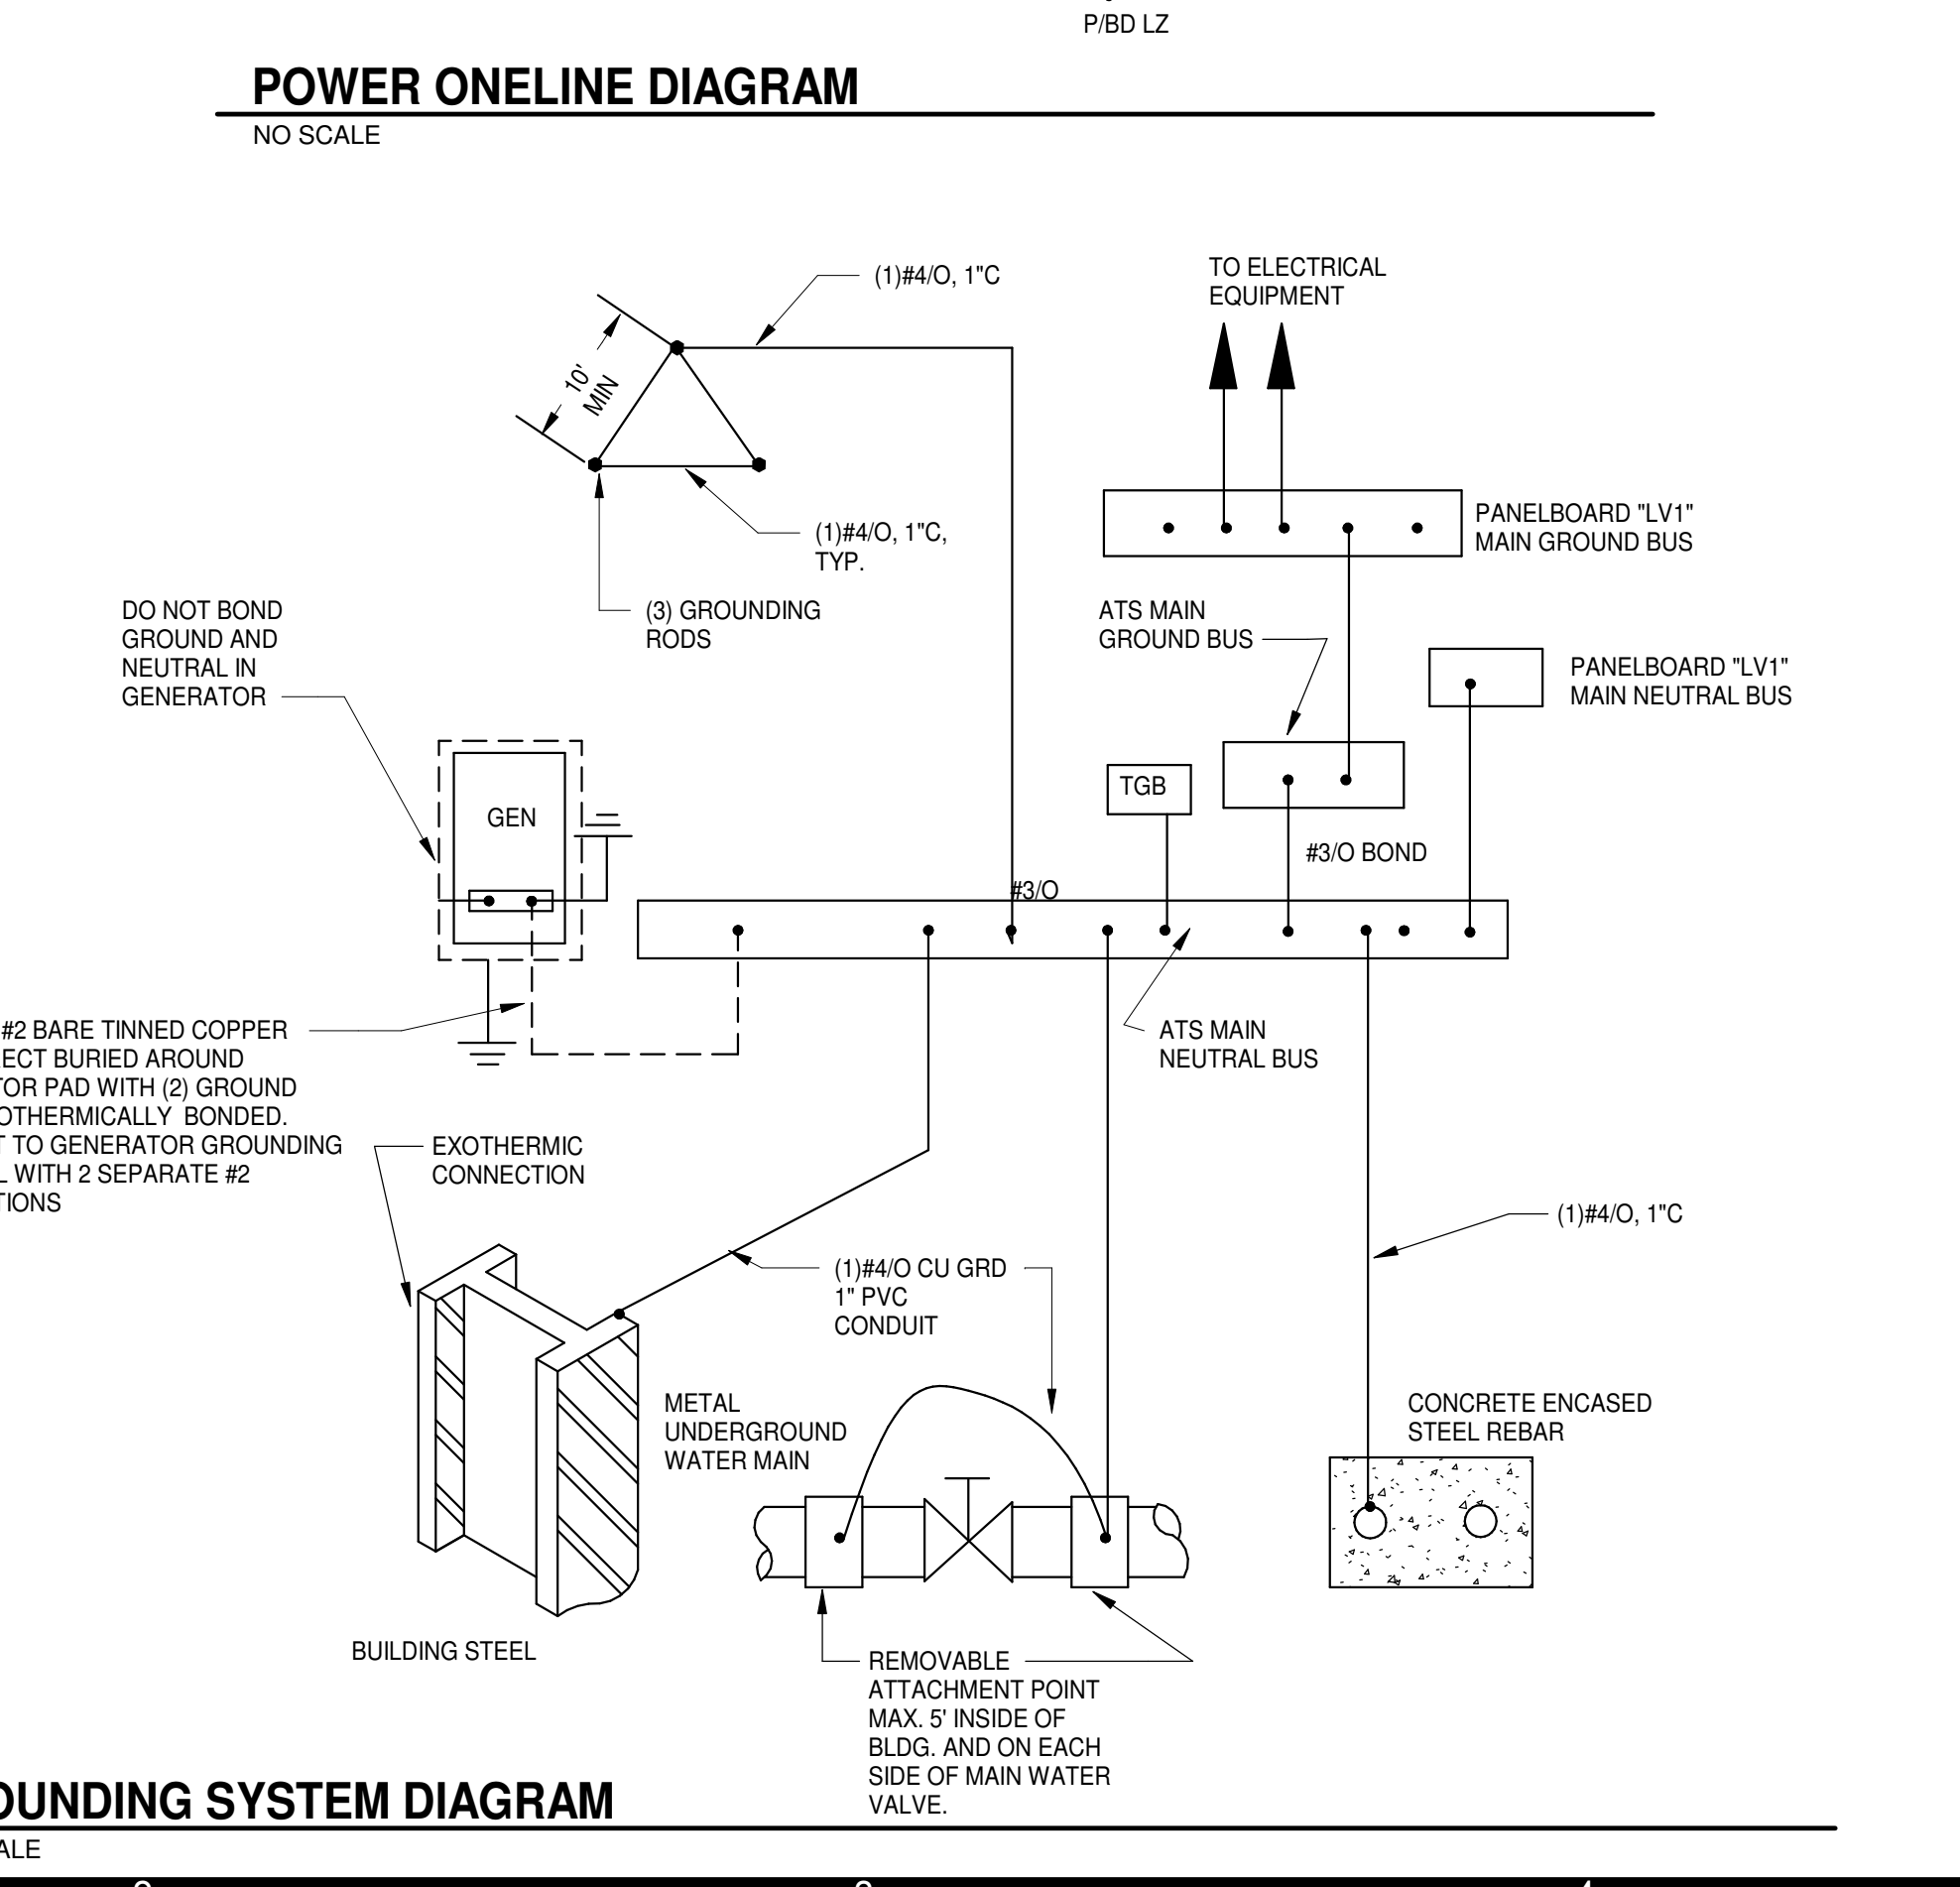 P/BD LZ
POWER ONELINE DIAGRAM
NO SCALE
(1)#4/O, 1"C
TO ELECTRICAL
EQUIPMENT
10'
MIN
(1)#4/O, 1"C,
TYP.
PANELBOARD "LV1"
MAIN GROUND BUS
DO NOT BOND
GROUND AND
NEUTRAL IN
GENERATOR
(3) GROUNDING
RODS
ATS MAIN
GROUND BUS
PANELBOARD "LV1"
MAIN NEUTRAL BUS
GEN
TGB
#3/O BOND
#3/O
#2 BARE TINNED COPPER
ECT BURIED AROUND
TOR PAD WITH (2) GROUND
OTHERMICALLY BONDED.
T TO GENERATOR GROUNDING
L WITH 2 SEPARATE #2
TIONS
ATS MAIN
NEUTRAL BUS
EXOTHERMIC
CONNECTION
(1)#4/O, 1"C
(1)#4/O CU GRD
1" PVC
CONDUIT
METAL
UNDERGROUND
WATER MAIN
CONCRETE ENCASED
STEEL REBAR
BUILDING STEEL
REMOVABLE
ATTACHMENT POINT
MAX. 5' INSIDE OF
BLDG. AND ON EACH
SIDE OF MAIN WATER
VALVE.
OUNDING SYSTEM DIAGRAM
ALE